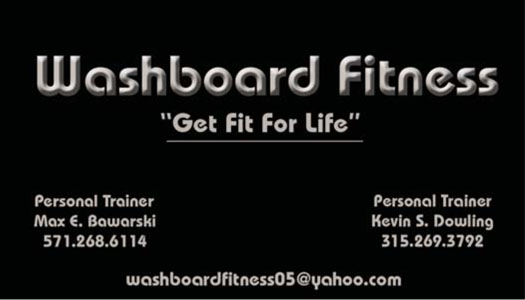 Washboard Fitness
"Get Fit For Life"
Personal Trainer
Max E. Bawarski
571.268.6114
Personal Trainer
Kevin S. Dowling
315.269.3792
washboardfitness05@yahoo.com